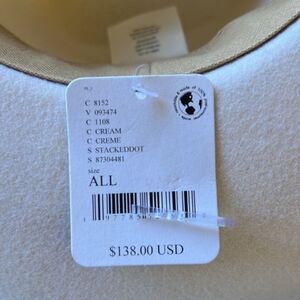 C 8152
V 093474
C 1108
C CREAM
C CREME
S STACKEDDOT
S 87304481
size
ALL
$138.00 USD